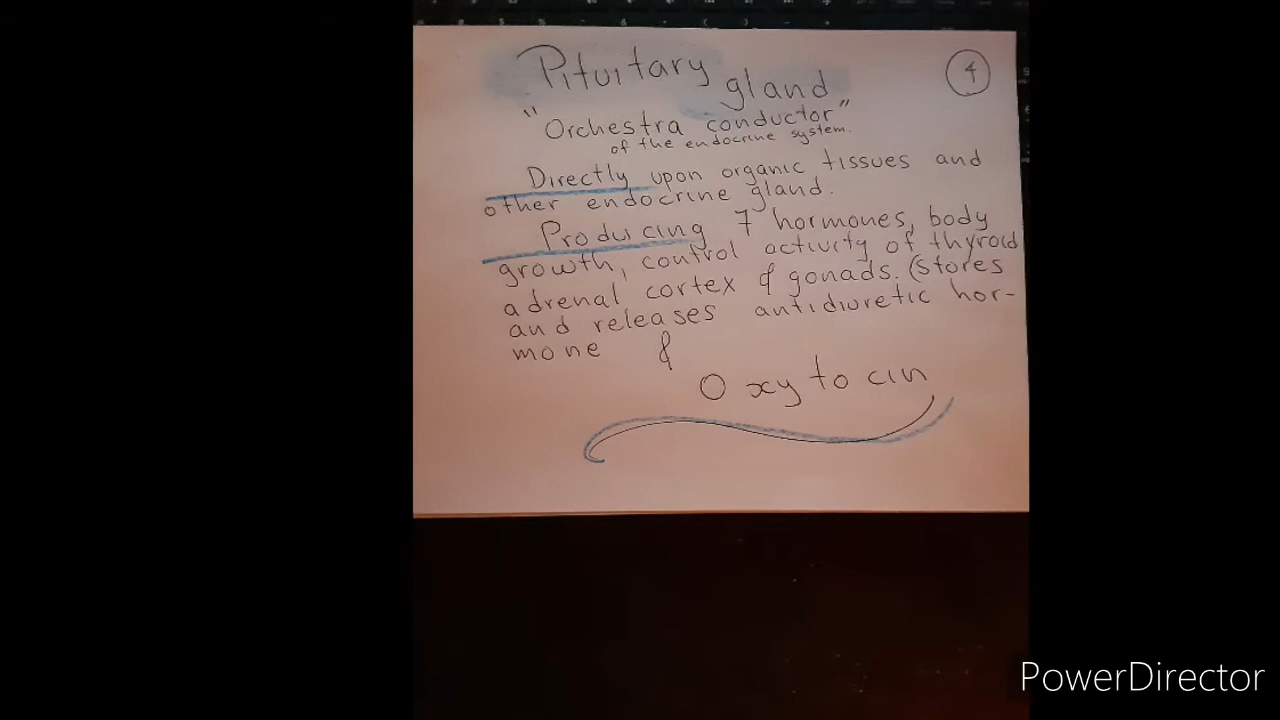 Pituitary gland
4
"Orchestra conductor"
of the endocrine system.
Directly upon organic tissues and
other endocrine gland.
Producing 7 hormones, body
growth, control activity of thyroid
adrenal cortex & gonads. (Stores
and releases antidiuretic hor-
mone &
Oxytocin
PowerDirector